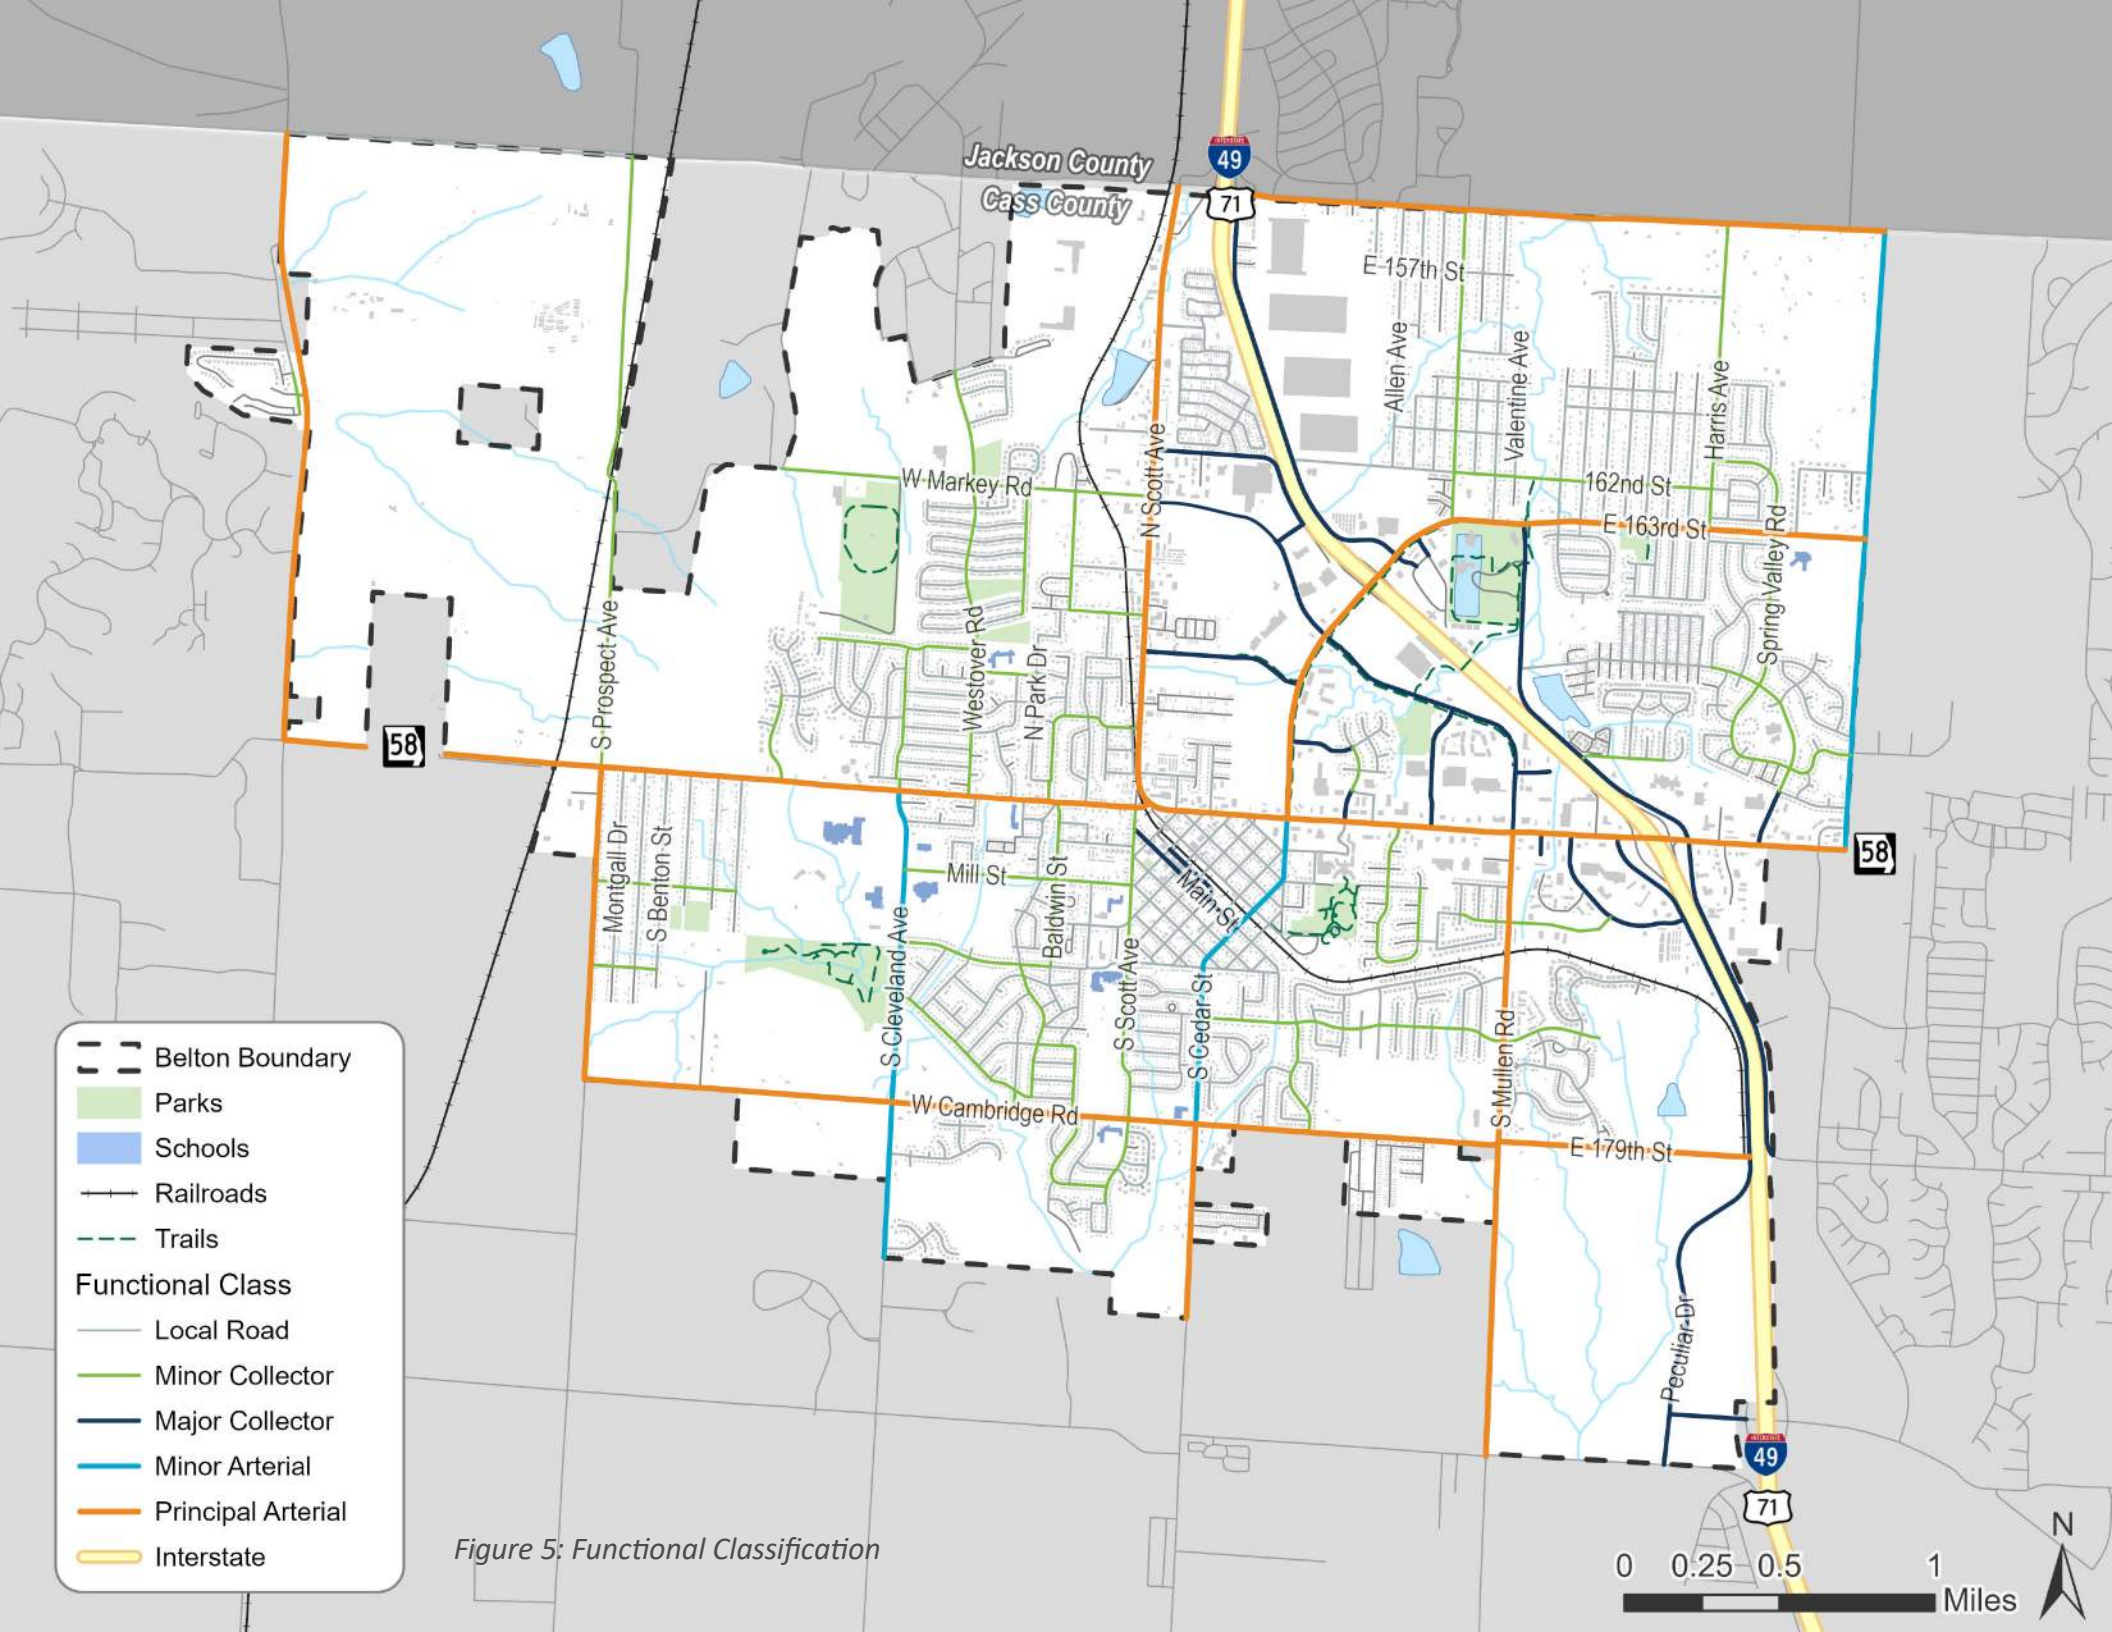 Jackson County
Cass County
INTERSTATE
49
71
E 157th St
Allen Ave
Valentine Ave
Harris Ave
N Scott Ave
W Markey Rd
162nd St
E 163rd St
Spring Valley Rd
S Prospect Ave
Westover Rd
N Park Dr
58
Montgall Dr
S Benton St
Mill St
Baldwin St
Main St
58
S Cleveland Ave
S Scott Ave
S Cedar St
S Mullen Rd
W Cambridge Rd
E 179th St
Peculiar Dr
INTERSTATE
49
71
Belton Boundary
Parks
Schools
Railroads
Trails
Functional Class
Local Road
Minor Collector
Major Collector
Minor Arterial
Principal Arterial
Interstate
Figure 5: Functional Classification
N
0 0.25 0.5 1
Miles